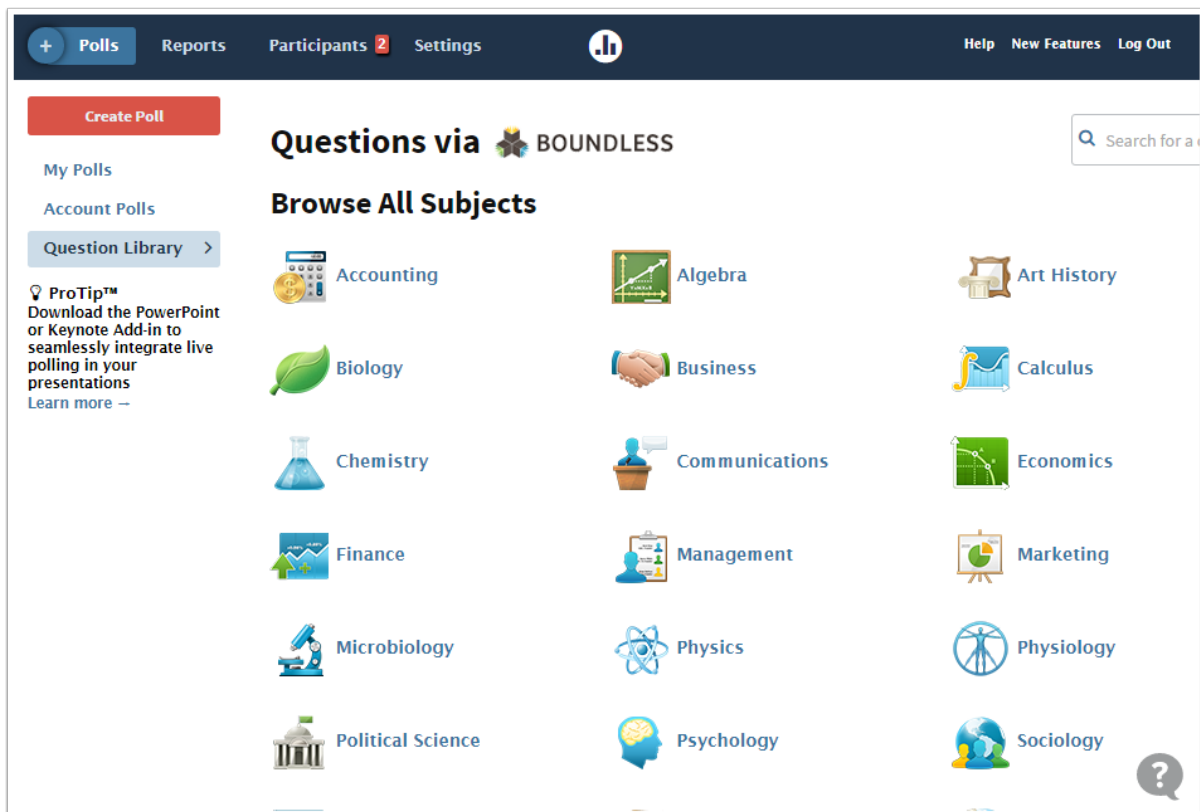 + Polls Reports Participants 2 Settings Help New Features Log Out
Create Poll
My Polls
Account Polls
Question Library
ProTip™
Download the PowerPoint
or Keynote Add-in to
seamlessly integrate live
polling in your
presentations
Learn more →
Questions via BOUNDLESS
Search for a
Browse All Subjects
Accounting Algebra Art History
Biology Business Calculus
Chemistry Communications Economics
Finance Management Marketing
Microbiology Physics Physiology
Political Science Psychology Sociology
?